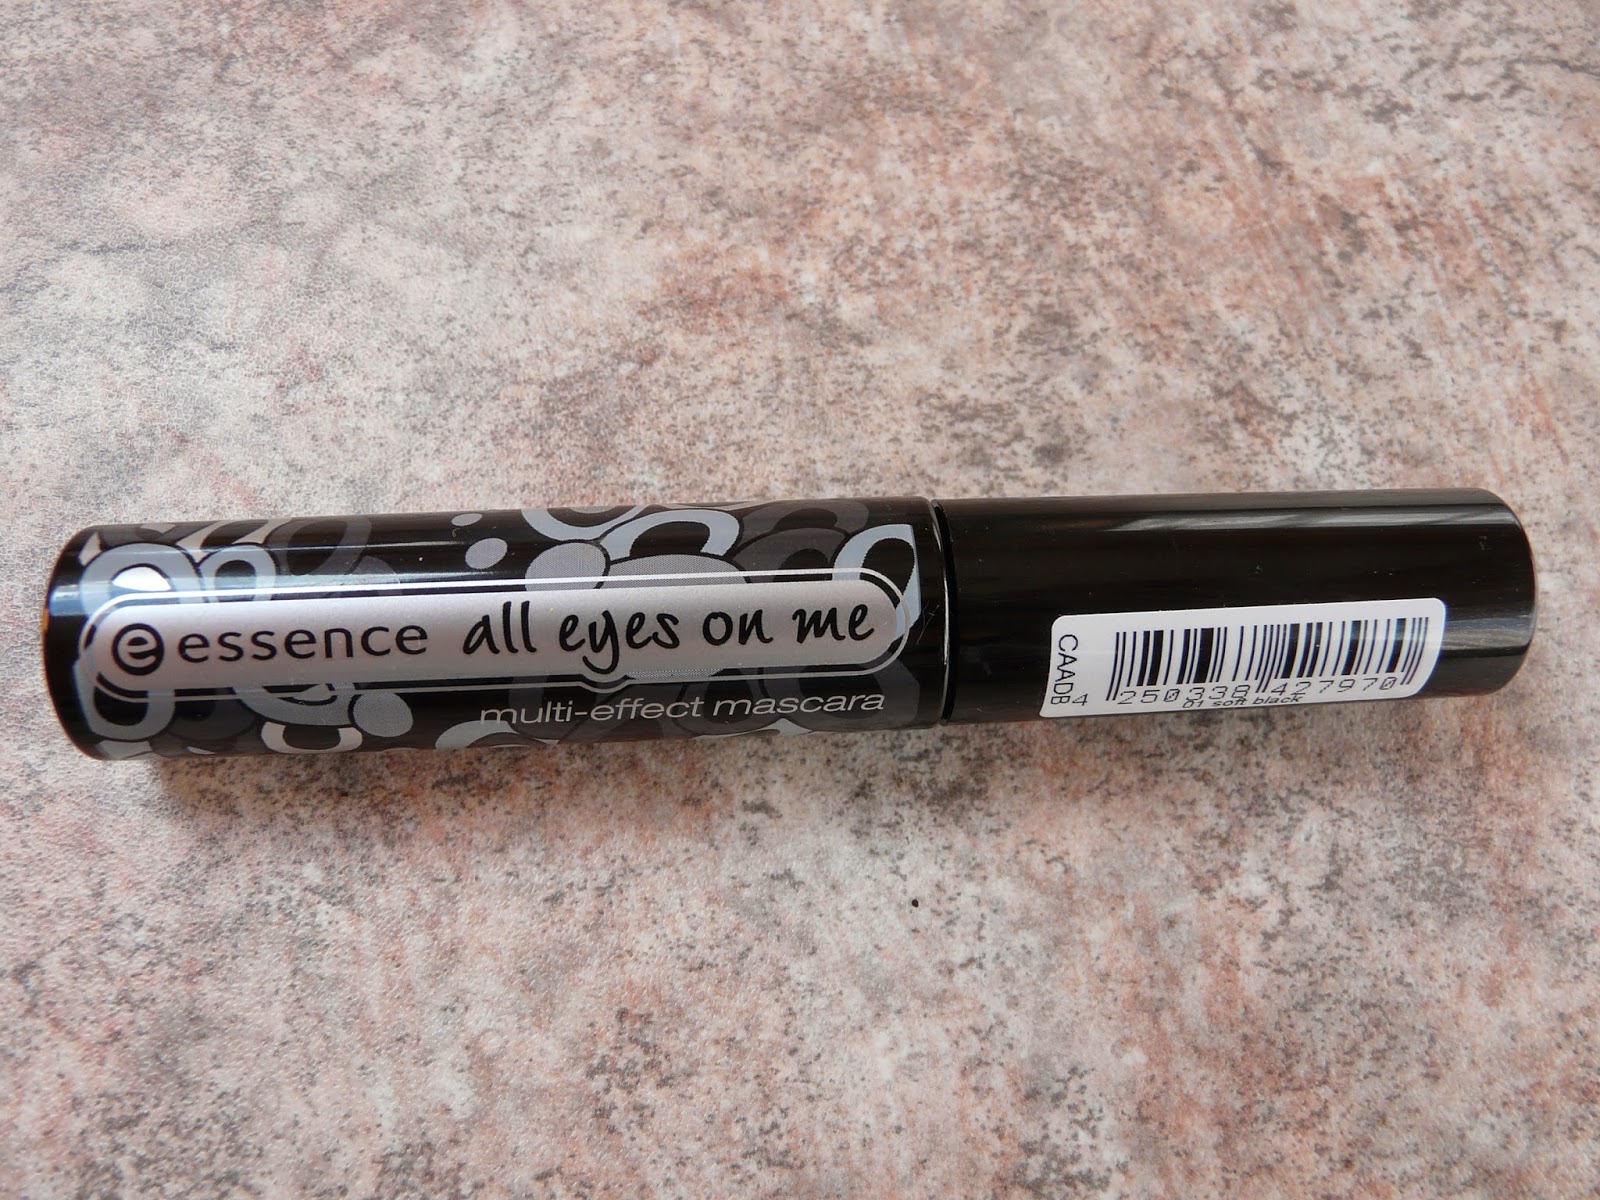 e essence all eyes on me
multi-effect mascara
CAADB
4 250338 427970
01 soft black